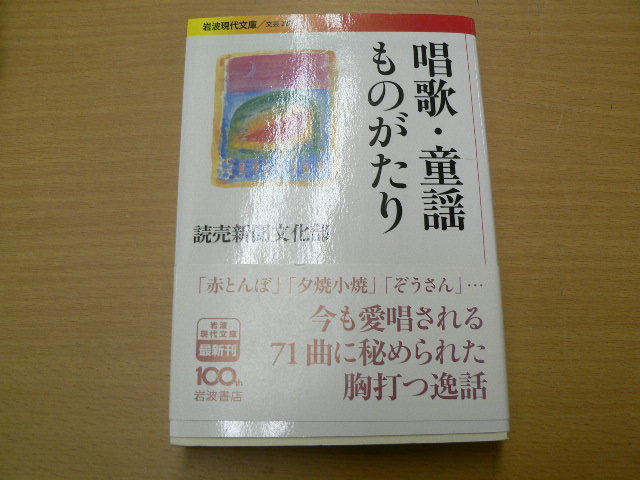 岩波現代文庫/文芸
唱歌・童謡
ものがたり
読売新聞文化部
「赤とんぼ」「夕焼小焼」「ぞうさん」…
今も愛唱される
71曲に秘められた
胸打つ逸話
岩波
現代文庫
最新刊
100th
岩波書店